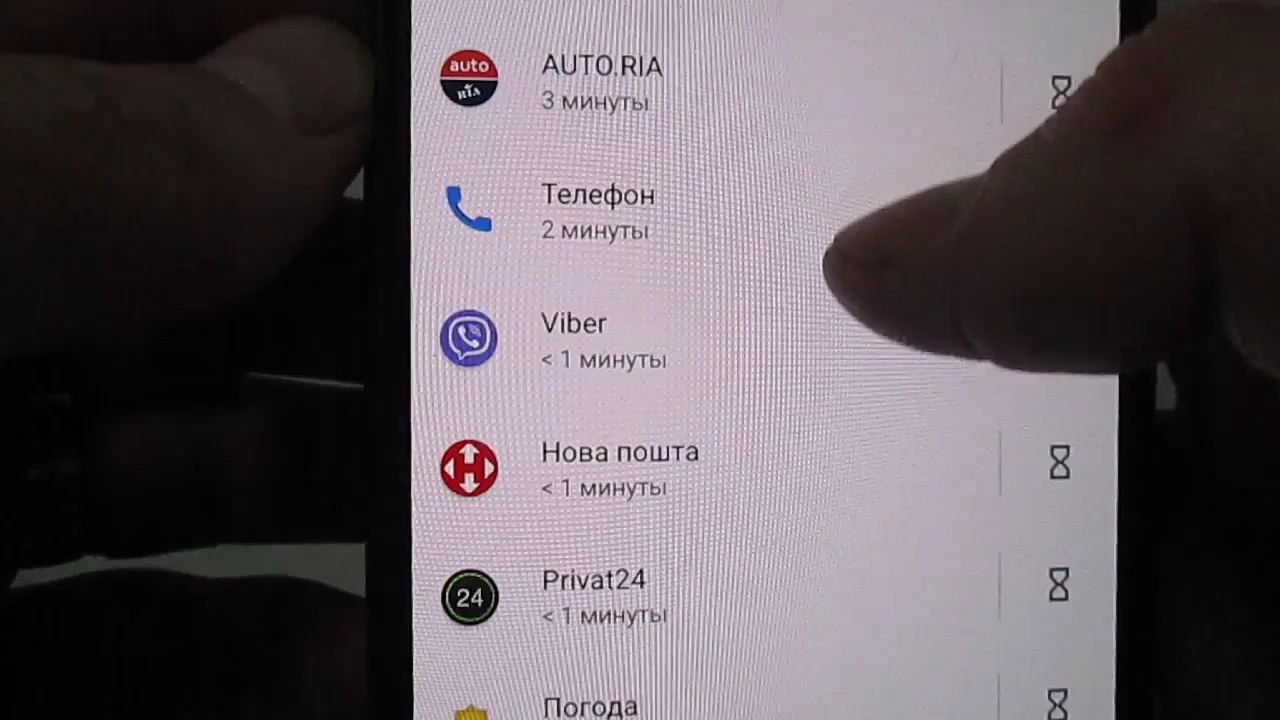 auto
RIA
AUTO.RIA
3 минуты
Телефон
2 минуты
Viber
< 1 минуты
Нова пошта
< 1 минуты
24
Privat24
< 1 минуты
Погода